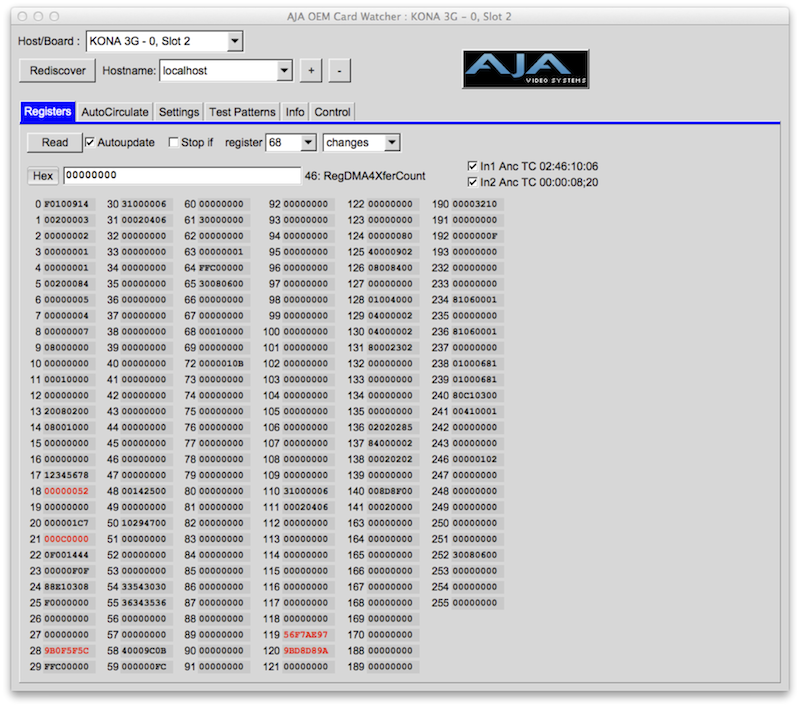 AJA OEM Card Watcher : KONA 3G - 0, Slot 2
Host/Board : KONA 3G - 0, Slot 2
Rediscover Hostname: localhost + -
AJA
VIDEO SYSTEMS
Registers AutoCirculate Settings Test Patterns Info Control
Read Autoupdate Stop if register 68 changes
Hex 00000000 46: RegDMA4XferCount
In1 Anc TC 02:46:10:06
In2 Anc TC 00:00:08;20
0 F0100914 30 31000006 60 00000000 92 00000000 122 00000000 190 00003210
1 00200003 31 00020406 61 30000000 93 00000000 123 00000000 191 00000000
2 00000002 32 00000000 62 00000000 94 00000000 124 00000080 192 0000000F
3 00000001 33 00000000 63 00000001 95 00000000 125 40000902 193 00000000
4 00000001 34 00000000 64 FFC00000 96 00000000 126 08008400 232 00000000
5 00200084 35 00000000 65 30080600 97 00000000 127 00000000 233 00000000
6 00000005 36 00000000 66 00000000 98 00000000 128 01004000 234 81060001
7 00000004 37 00000000 67 00000000 99 00000000 129 04000002 235 00000000
8 00000007 38 00000000 68 00010000 100 00000000 130 04000002 236 81060001
9 08000000 39 00000000 69 00000000 101 00000000 131 80002302 237 00000000
10 00000000 40 00000000 72 0000010B 102 00000000 132 00000000 238 01000681
11 00010000 41 00000000 73 00000000 103 00000000 133 00000000 239 01000681
12 00000000 42 00000000 74 00000000 104 00000000 134 00000000 240 80C10300
13 20080200 43 00000000 75 00000000 105 00000000 135 00000000 241 00410001
14 08001000 44 00000000 76 00000000 106 00000000 136 02020285 242 00000000
15 00000000 45 00000000 77 00000000 107 00000000 137 84000002 243 00000000
16 00000000 46 00000000 78 00000000 108 00000000 138 00020202 246 00000102
17 12345678 47 00000000 79 00000000 109 00000000 139 00000000 247 00000000
18 00000052 48 00142500 80 00000000 110 31000006 140 008D8F00 248 00000000
19 00000000 49 00000000 81 00000000 111 00020406 141 00020000 249 00000000
20 000001C7 50 10294700 82 00000000 112 00000000 163 00000000 250 00000000
21 000C0000 51 00000000 83 00000000 113 00000000 164 00000000 251 00000000
22 0F001444 52 00000000 84 00000000 114 00000000 165 00000000 252 30080600
23 00000F0F 53 00000000 85 00000000 115 00000000 166 00000000 253 00000000
24 88E10308 54 33543030 86 00000000 116 00000000 167 00000000 254 00000000
25 F0000000 55 36343536 87 00000000 117 00000000 168 00000000 255 00000000
26 00000000 56 00000000 88 00000000 118 00000000 169 00000000
27 00000000 57 00000000 89 00000000 119 56F7AE97 170 00000000
28 9B0F5F5C 58 40009C0B 90 00000000 120 9BD8D89A 188 00000000
29 FFC00000 59 000000FC 91 00000000 121 00000000 189 00000000